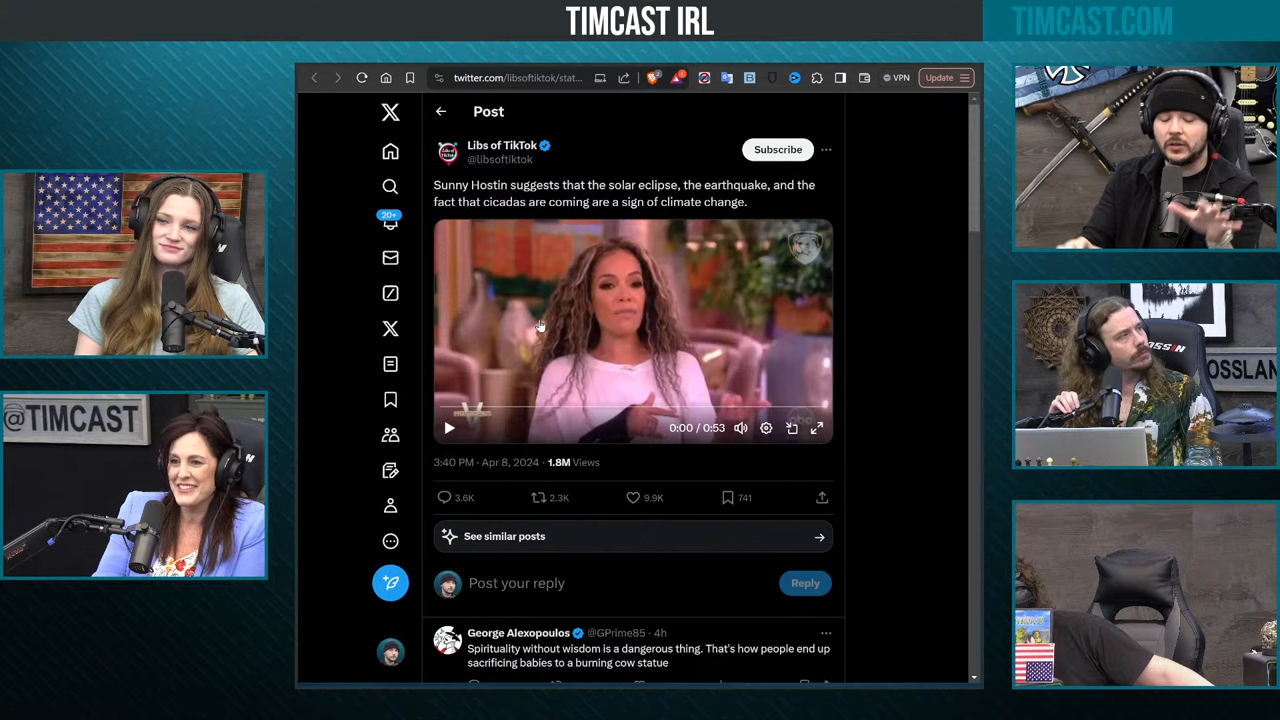 TIMCAST IRL
TIMCAST.COM
twitter.com/libsoftiktok/stat...
VPN
Update
Post
Libs of TikTok
@libsoftiktok
Subscribe
Sunny Hostin suggests that the solar eclipse, the earthquake, and the
fact that cicadas are coming are a sign of climate change.
20+
abc
0:00 / 0:53
3:40 PM · Apr 8, 2024 · 1.8M Views
3.6K
2.3K
9.9K
741
See similar posts
Post your reply
Reply
George Alexopoulos @GPrime85 · 4h
Spirituality without wisdom is a dangerous thing. That's how people end up
sacrificing babies to a burning cow statue
@TIMCAST
OSSLAN